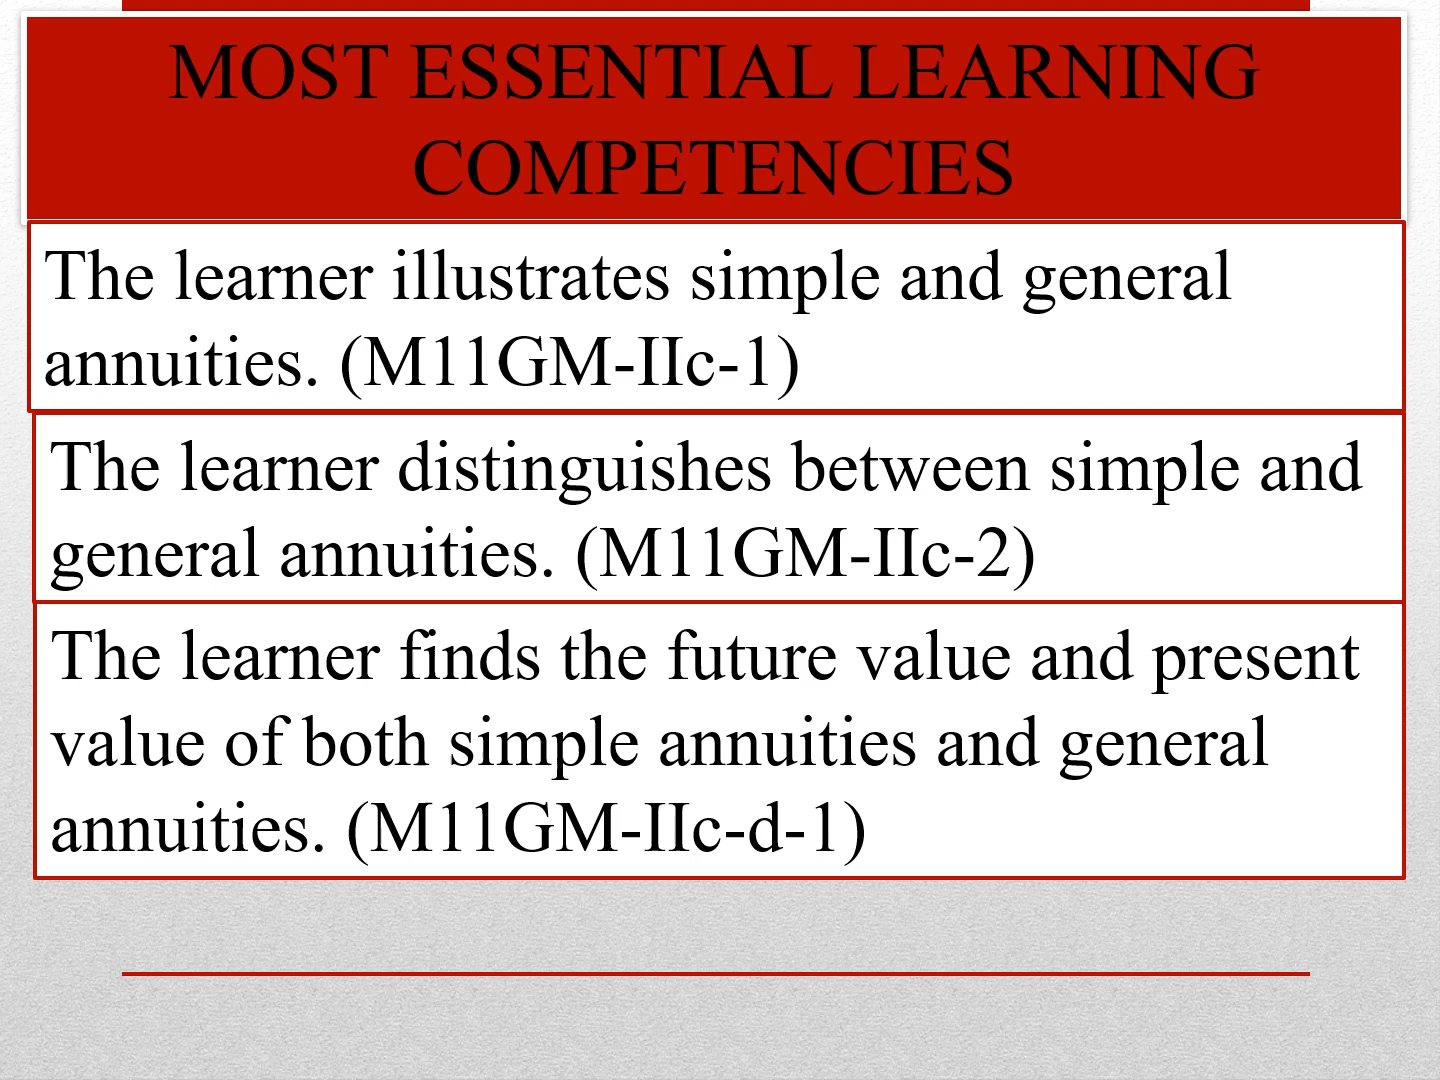 MOST ESSENTIAL LEARNING
COMPETENCIES
The learner illustrates simple and general
annuities. (M11GM-IIc-1)
The learner distinguishes between simple and
general annuities. (M11GM-IIc-2)
The learner finds the future value and present
value of both simple annuities and general
annuities. (M11GM-IIc-d-1)